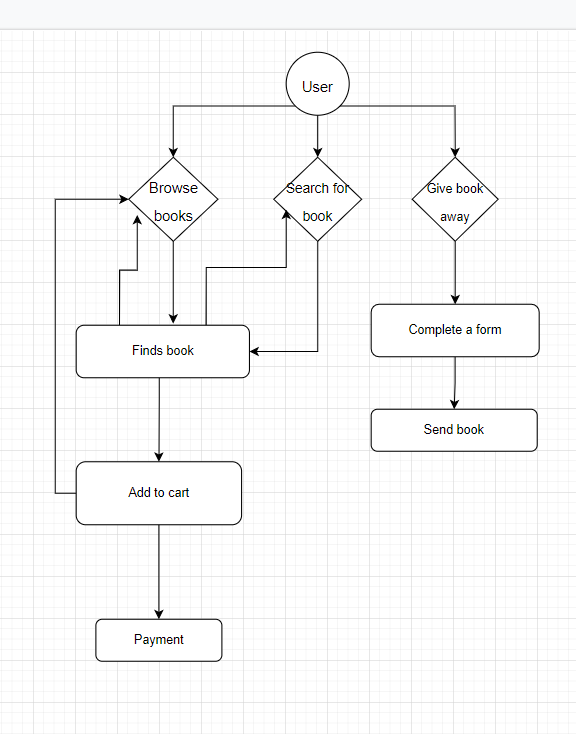 User
Browse
books
Search for
book
Give book
away
Finds book
Complete a form
Send book
Add to cart
Payment